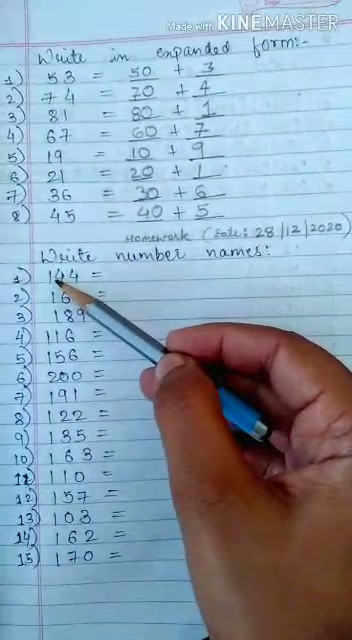 Made With KINEMASTER
Write in expanded form:-
1) 53 = 50 + 3
2) 74 = 70 + 4
3) 81 = 80 + 1
4) 67 = 60 + 7
5) 19 = 10 + 9
6) 21 = 20 + 1
7) 36 = 30 + 6
8) 45 = 40 + 5
Homework (Date: 28/12/2020)
Write number names:
1) 144 =
2) 16 =
3) 189
4) 116 =
5) 156 =
6) 200 =
7) 191 =
8) 122 =
9) 135 =
10) 163 =
11) 110 =
12) 157 =
13) 103 =
14) 162 =
15) 170 =